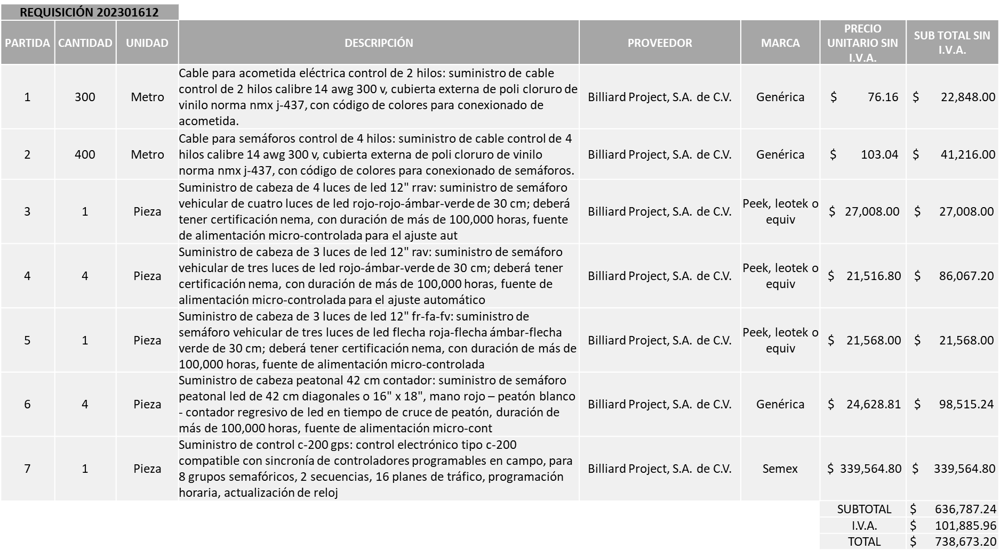 REQUISICIÓN 202301612
PARTIDA CANTIDAD UNIDAD DESCRIPCIÓN PROVEEDOR MARCA PRECIO UNITARIO SIN I.V.A. SUB TOTAL SIN I.V.A.
1 300 Metro
Cable para acometida eléctrica control de 2 hilos: suministro de cable
control de 2 hilos calibre 14 awg 300 v, cubierta externa de poli cloruro de
vinilo norma nmx j-437, con código de colores para conexionado de
acometida.
Billiard Project, S.A. de C.V. Genérica $ 76.16 $ 22,848.00
2 400 Metro
Cable para semáforos control de 4 hilos: suministro de cable control de 4
hilos calibre 14 awg 300 v, cubierta externa de poli cloruro de vinilo
norma nmx j-437, con código de colores para conexionado de semáforos.
Billiard Project, S.A. de C.V. Genérica $ 103.04 $ 41,216.00
3 1 Pieza
Suministro de cabeza de 4 luces de led 12" rrav: suministro de semáforo
vehicular de cuatro luces de led rojo-rojo-ámbar-verde de 30 cm; deberá
tener certificación nema, con duración de más de 100,000 horas, fuente
de alimentación micro-controlada para el ajuste aut
Billiard Project, S.A. de C.V. Peek, leotek o equiv $ 27,008.00 $ 27,008.00
4 4 Pieza
Suministro de cabeza de 3 luces de led 12" rav: suministro de semáforo
vehicular de tres luces de led rojo-ámbar-verde de 30 cm; deberá tener
certificación nema, con duración de más de 100,000 horas, fuente de
alimentación micro-controlada para el ajuste automático
Billiard Project, S.A. de C.V. Peek, leotek o equiv $ 21,516.80 $ 86,067.20
5 1 Pieza
Suministro de cabeza de 3 luces de led 12" fr-fa-fv: suministro de
semáforo vehicular de tres luces de led flecha roja-flecha ámbar-flecha
verde de 30 cm; deberá tener certificación nema, con duración de más de
100,000 horas, fuente de alimentación micro-controlada
Billiard Project, S.A. de C.V. Peek, leotek o equiv $ 21,568.00 $ 21,568.00
6 4 Pieza
Suministro de cabeza peatonal 42 cm contador: suministro de semáforo
peatonal led de 42 cm diagonales o 16" x 18", mano rojo – peatón blanco
- contador regresivo de led en tiempo de cruce de peatón, duración de
más de 100,000 horas, fuente de alimentación micro-cont
Billiard Project, S.A. de C.V. Genérica $ 24,628.81 $ 98,515.24
7 1 Pieza
Suministro de control c-200 gps: control electrónico tipo c-200
compatible con sincronía de controladores programables en campo, para
8 grupos semafóricos, 2 secuencias, 16 planes de tráfico, programación
horaria, actualización de reloj
Billiard Project, S.A. de C.V. Semex $ 339,564.80 $ 339,564.80
SUBTOTAL $ 636,787.24
I.V.A. $ 101,885.96
TOTAL $ 738,673.20